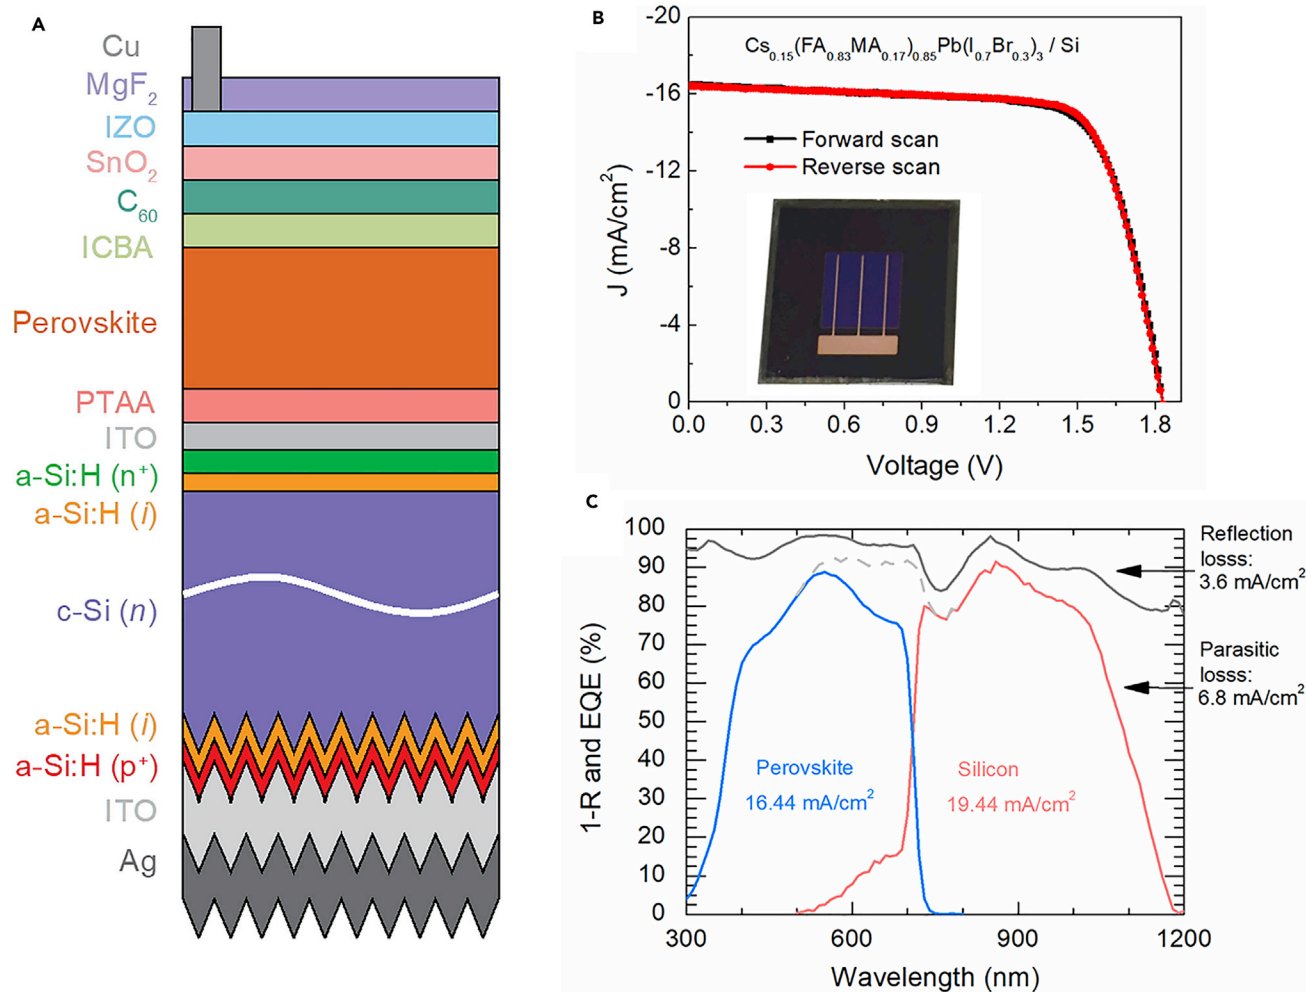 A
Cu
MgF₂
IZO
SnO₂
C₆₀
ICBA
Perovskite
PTAA
ITO
a-Si:H (n⁺)
a-Si:H (i)
c-Si (n)
a-Si:H (i)
a-Si:H (p⁺)
ITO
Ag
B
-20
-16
-12
-8
-4
0
J (mA/cm²)
Cs₀.₁₅(FA₀.₈₃MA₀.₁₇)₀.₈₅Pb(I₀.₇Br₀.₃)₃ / Si
Forward scan
Reverse scan
0.0 0.3 0.6 0.9 1.2 1.5 1.8
Voltage (V)
C
100
90
80
70
60
50
40
30
20
10
0
1-R and EQE (%)
Perovskite
16.44 mA/cm²
Silicon
19.44 mA/cm²
Reflection
losss:
3.6 mA/cm²
Parasitic
losss:
6.8 mA/cm²
300 600 900 1200
Wavelength (nm)